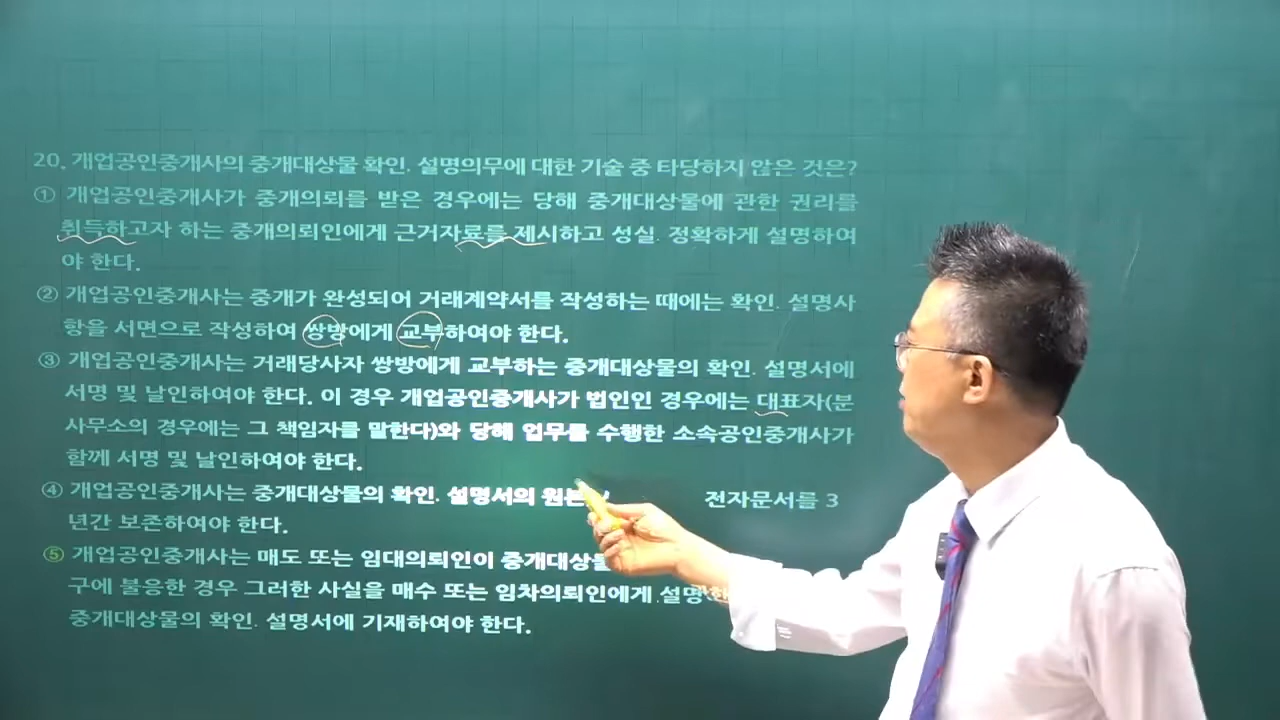 20. 개업공인중개사의 중개대상물 확인. 설명의무에 대한 기술 중 타당하지 않은 것은?
① 개업공인중개사가 중개의뢰를 받은 경우에는 당해 중개대상물에 관한 권리를
취득하고자 하는 중개의뢰인에게 근거자료를 제시하고 성실. 정확하게 설명하여
야 한다.
② 개업공인중개사는 중개가 완성되어 거래계약서를 작성하는 때에는 확인. 설명사
항을 서면으로 작성하여 쌍방에게 교부하여야 한다.
③ 개업공인중개사는 거래당사자 쌍방에게 교부하는 중개대상물의 확인. 설명서에
서명 및 날인하여야 한다. 이 경우 개업공인중개사가 법인인 경우에는 대표자(분
사무소의 경우에는 그 책임자를 말한다)와 당해 업무를 수행한 소속공인중개사가
함께 서명 및 날인하여야 한다.
④ 개업공인중개사는 중개대상물의 확인. 설명서의 원본 전자문서를 3
년간 보존하여야 한다.
⑤ 개업공인중개사는 매도 또는 임대의뢰인이 중개대상물
구에 불응한 경우 그러한 사실을 매수 또는 임차의뢰인에게 설명
중개대상물의 확인. 설명서에 기재하여야 한다.